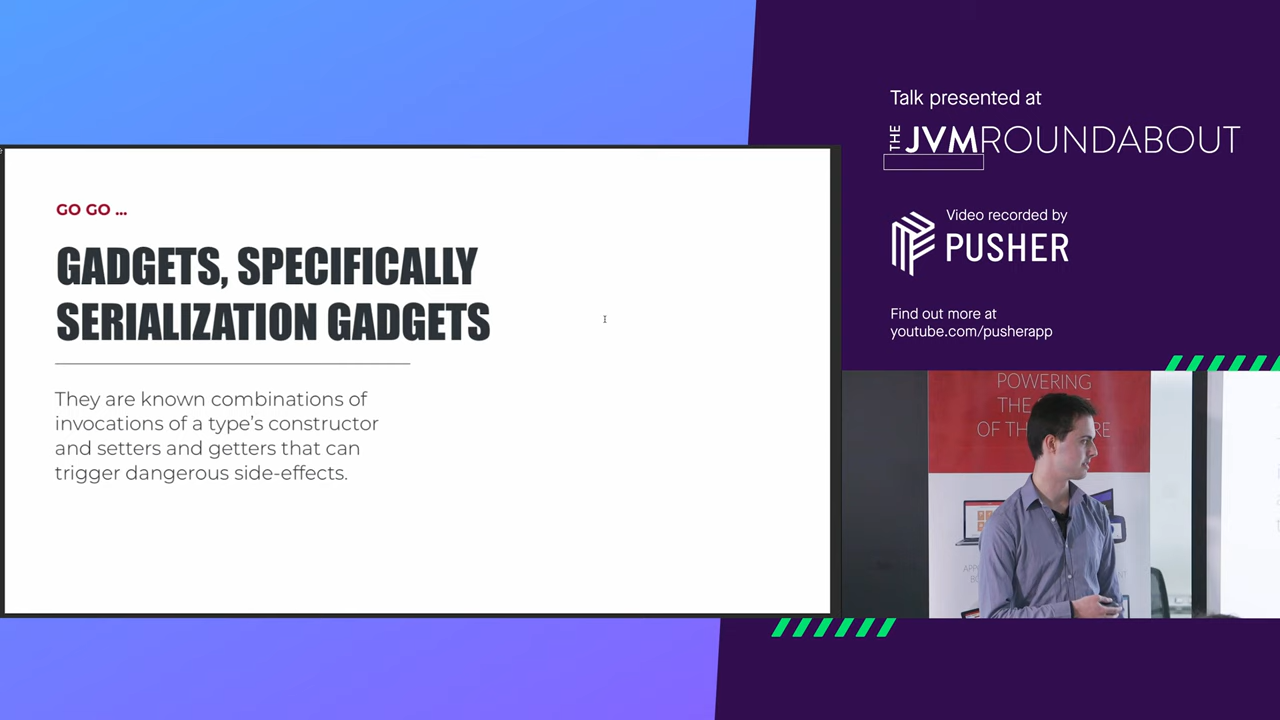 GO GO ...
GADGETS, SPECIFICALLY
SERIALIZATION GADGETS
They are known combinations of
invocations of a type's constructor
and setters and getters that can
trigger dangerous side-effects.
Talk presented at
THE JVMROUNDABOUT
Video recorded by
PUSHER
Find out more at
youtube.com/pusherapp
POWERING
THE
OF TH RE